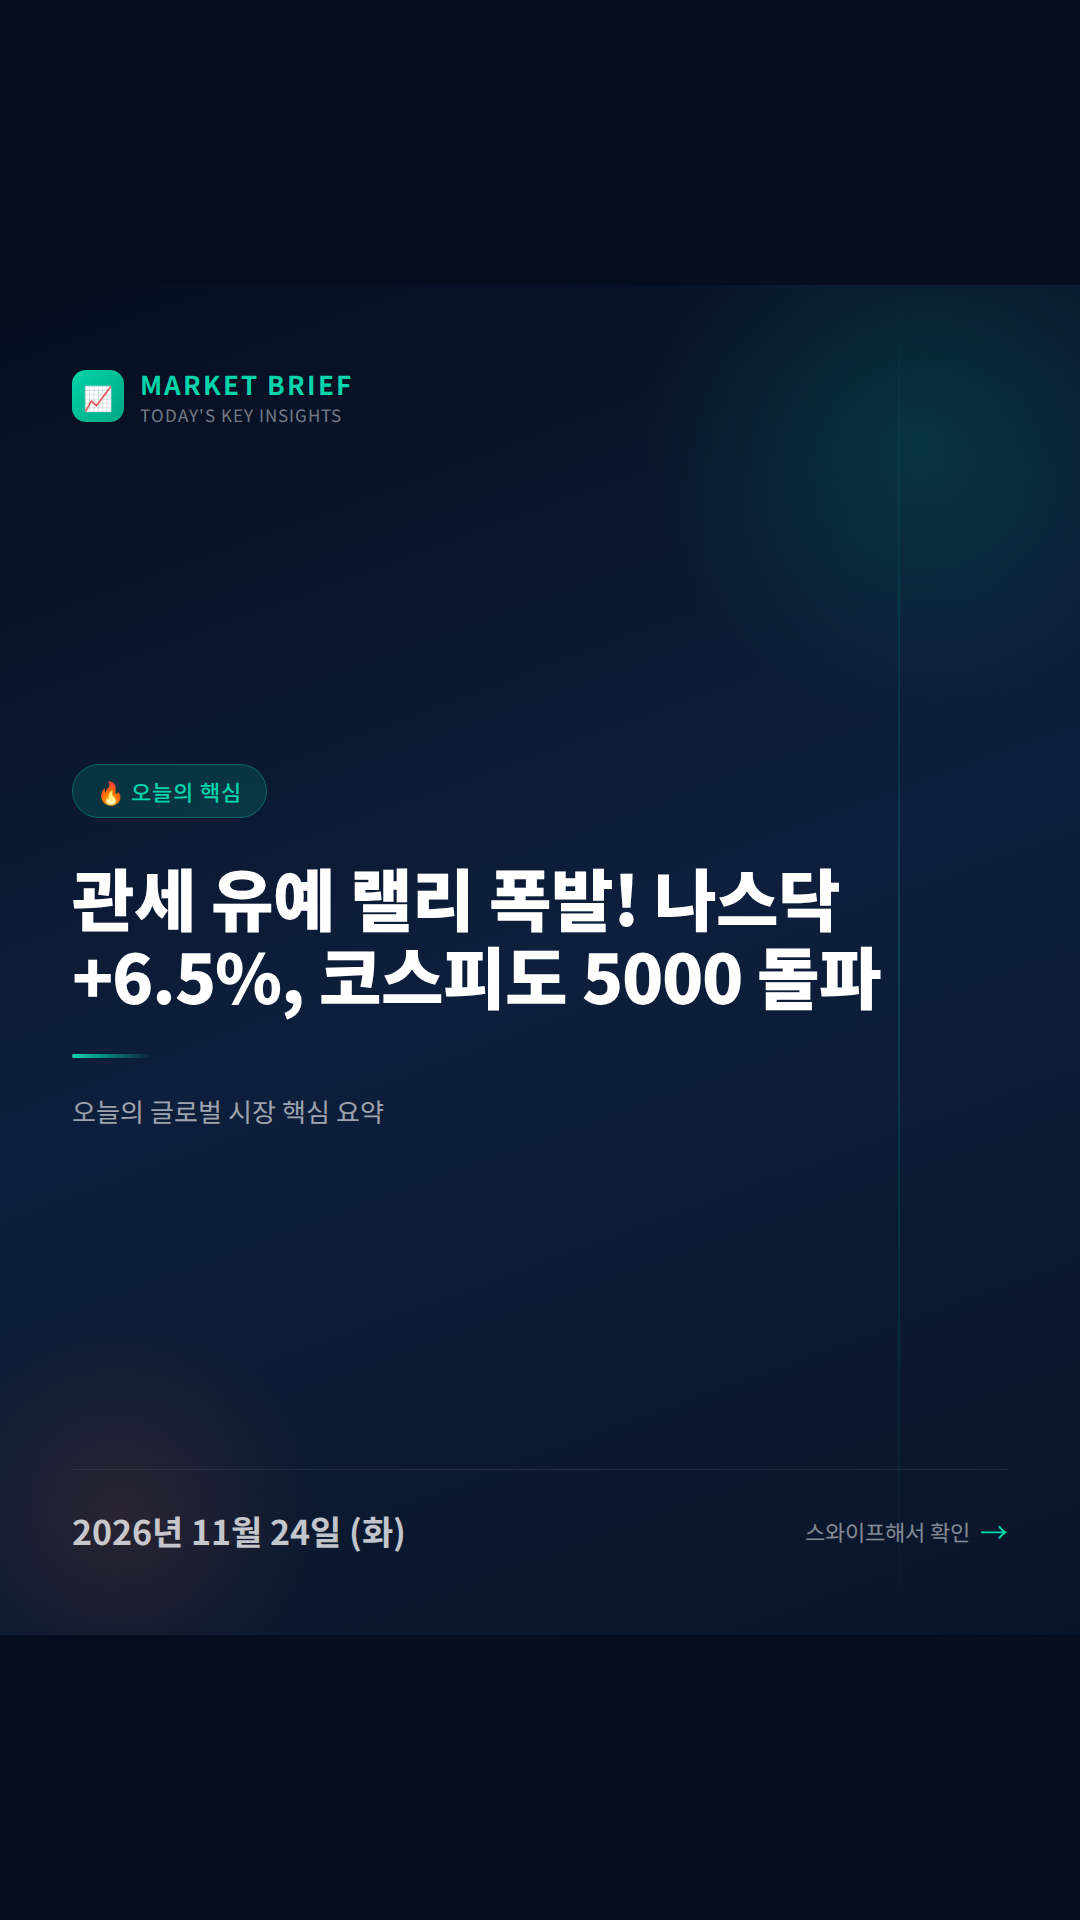 📈 MARKET BRIEF
TODAY'S KEY INSIGHTS
🔥 오늘의 핵심
관세 유예 랠리 폭발! 나스닥
+6.5%, 코스피도 5000 돌파
오늘의 글로벌 시장 핵심 요약
2026년 11월 24일 (화)
스와이프해서 확인 →